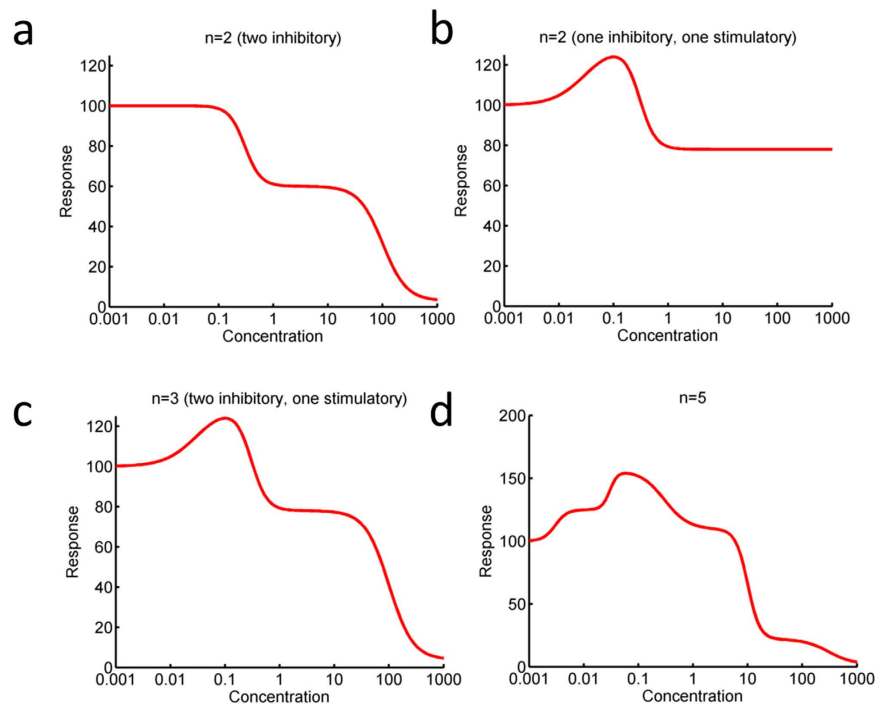 a
n=2 (two inhibitory)
120
100
80
60
40
20
0
Response
0.001 0.01 0.1 1 10 100 1000
Concentration
b
n=2 (one inhibitory, one stimulatory)
120
100
80
60
40
20
0
Response
0.001 0.01 0.1 1 10 100 1000
Concentration
c
n=3 (two inhibitory, one stimulatory)
120
100
80
60
40
20
0
Response
0.001 0.01 0.1 1 10 100 1000
Concentration
d
n=5
200
150
100
50
0
Response
0.001 0.01 0.1 1 10 100 1000
Concentration